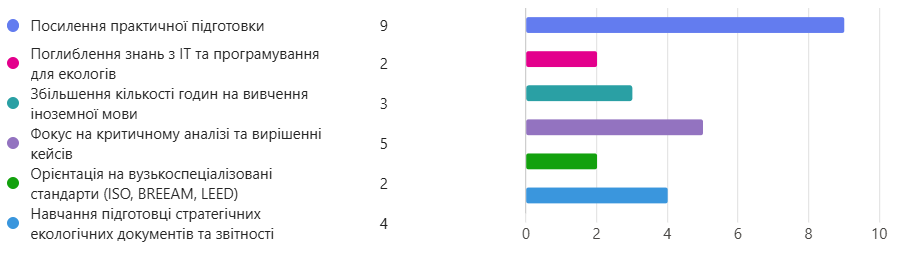 Посилення практичної підготовки 9
Поглиблення знань з ІТ та програмування
для екологів 2
Збільшення кількості годин на вивчення
іноземної мови 3
Фокус на критичному аналізі та вирішенні
кейсів 5
Орієнтація на вузькоспеціалізовані
стандарти (ISO, BREEAM, LEED) 2
Навчання підготовці стратегічних
екологічних документів та звітності 4
0 2 4 6 8 10